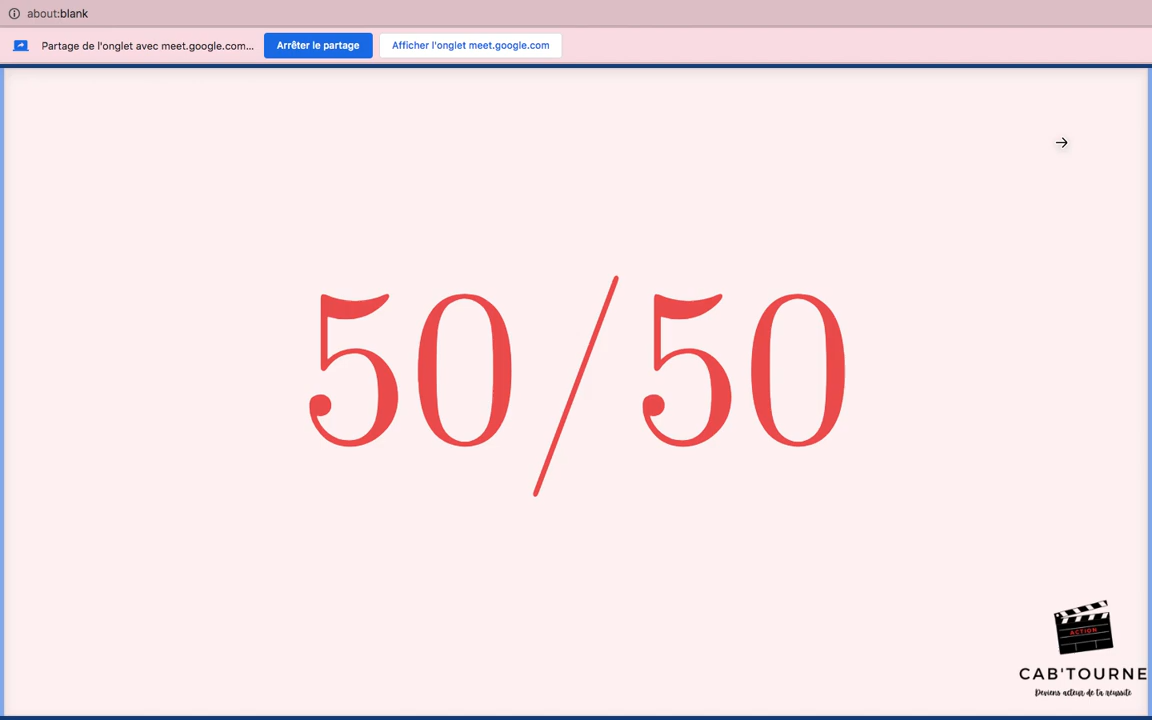 about:blank
Partage de l'onglet avec meet.google.com... Arrêter le partage Afficher l'onglet meet.google.com
50/50
ACTION
CAB'TOURNE
Deviens acteur de ta réussite